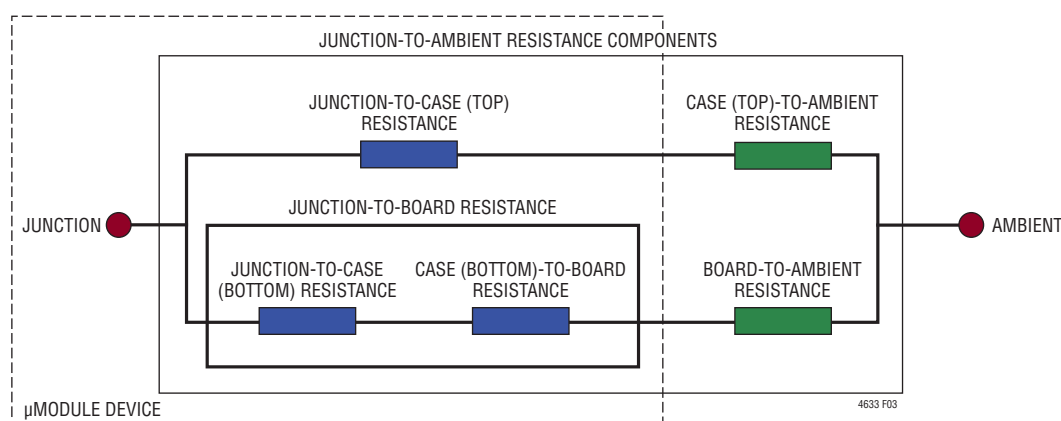 JUNCTION-TO-AMBIENT RESISTANCE COMPONENTS
JUNCTION-TO-CASE (TOP)
RESISTANCE
CASE (TOP)-TO-AMBIENT
RESISTANCE
JUNCTION-TO-BOARD RESISTANCE
JUNCTION
AMBIENT
JUNCTION-TO-CASE
(BOTTOM) RESISTANCE
CASE (BOTTOM)-TO-BOARD
RESISTANCE
BOARD-TO-AMBIENT
RESISTANCE
4633 F03
µMODULE DEVICE